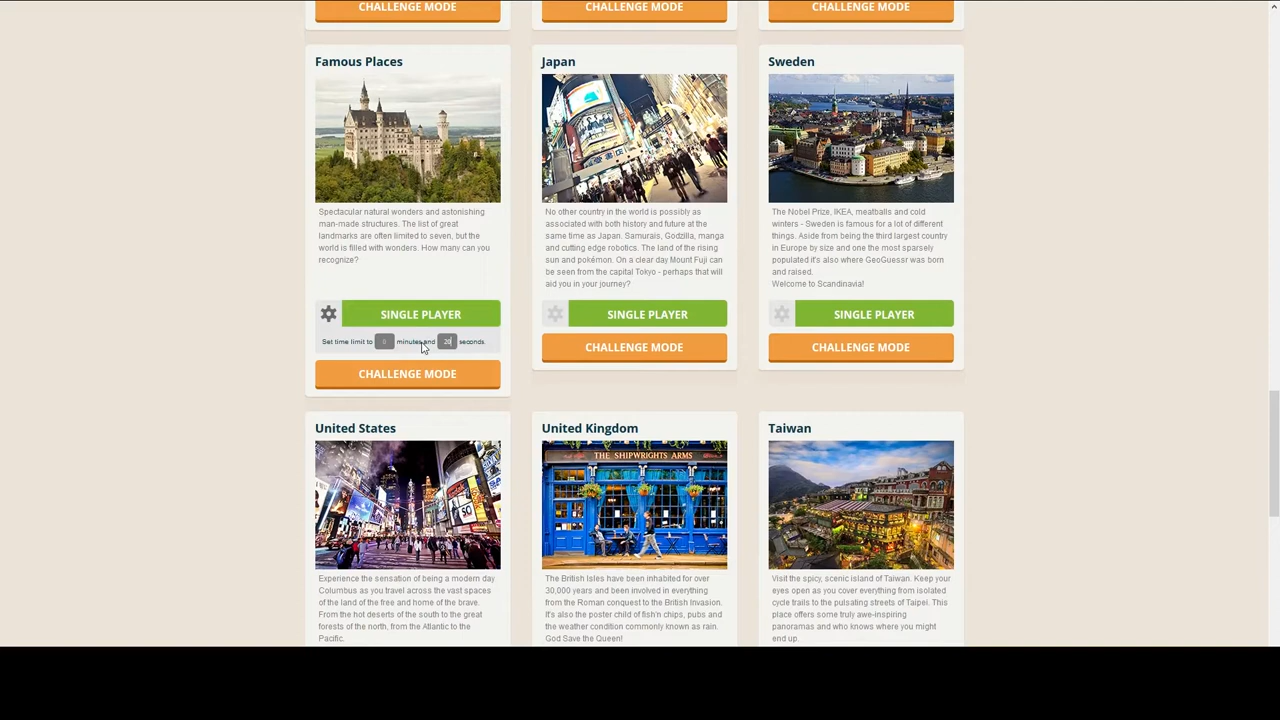 CHALLENGE MODE
CHALLENGE MODE
CHALLENGE MODE
Famous Places
Spectacular natural wonders and astonishing
man-made structures. The list of great
landmarks are often limited to seven, but the
world is filled with wonders. How many can you
recognize?
SINGLE PLAYER
Set time limit to 0 minutes and 20 seconds.
CHALLENGE MODE
Japan
No other country in the world is possibly as
associated with both history and future at the
same time as Japan. Samurais, Godzilla, manga
and cutting edge robotics. The land of the rising
sun and pokémon. On a clear day Mount Fuji can
be seen from the capital Tokyo - perhaps that will
aid you in your journey?
SINGLE PLAYER
CHALLENGE MODE
Sweden
The Nobel Prize, IKEA, meatballs and cold
winters - Sweden is famous for a lot of different
things. Aside from being the third largest country
in Europe by size and one the most sparsely
populated it's also where GeoGuessr was born
and raised.
Welcome to Scandinavia!
SINGLE PLAYER
CHALLENGE MODE
United States
Experience the sensation of being a modern day
Columbus as you travel across the vast spaces
of the land of the free and home of the brave.
From the hot deserts of the south to the great
forests of the north, from the Atlantic to the
Pacific.
United Kingdom
THE SHIPWRIGHTS ARMS
The British Isles have been inhabited for over
30,000 years and been involved in everything
from the Roman conquest to the British Invasion.
It's also the poster child of fish'n chips, pubs and
the weather condition commonly known as rain.
God Save the Queen!
Taiwan
Visit the spicy, scenic island of Taiwan. Keep your
eyes open as you cover everything from isolated
cycle trails to the pulsating streets of Taipei. This
place offers some truly awe-inspiring
panoramas and who knows where you might
end up.